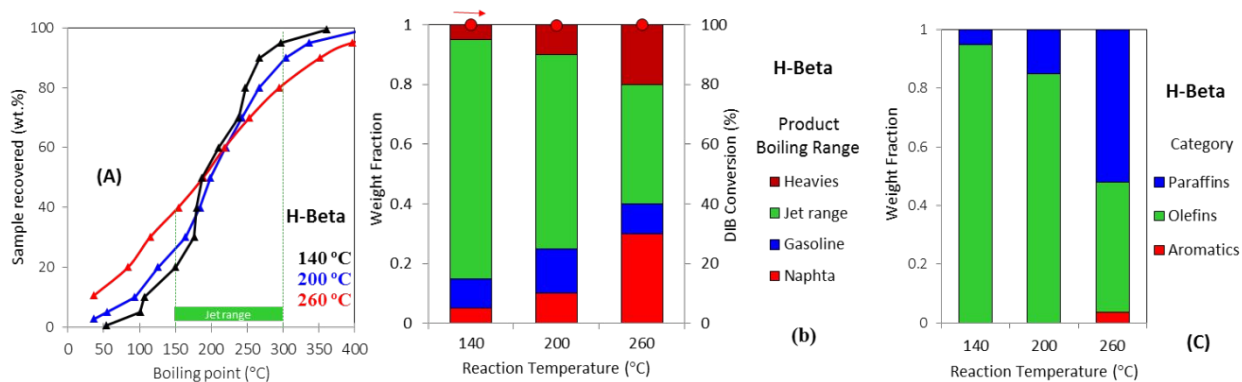 100
80
60
40
20
0
Sample recovered (wt.%)
(A)
H-Beta
140 ºC
200 ºC
260 ºC
Jet range
0 50 100 150 200 250 300 350 400
Boiling point (°C)
1
0.8
0.6
0.4
0.2
0
Weight Fraction
140 200 260
Reaction Temperature (°C)
100
80
60
40
20
0
DIB Conversion (%)
H-Beta
Product
Boiling Range
Heavies
Jet range
Gasoline
Naphta
(b)
1
0.8
0.6
0.4
0.2
0
Weight Fraction
140 200 260
Reaction Temperature (°C)
H-Beta
Category
Paraffins
Olefins
Aromatics
(C)